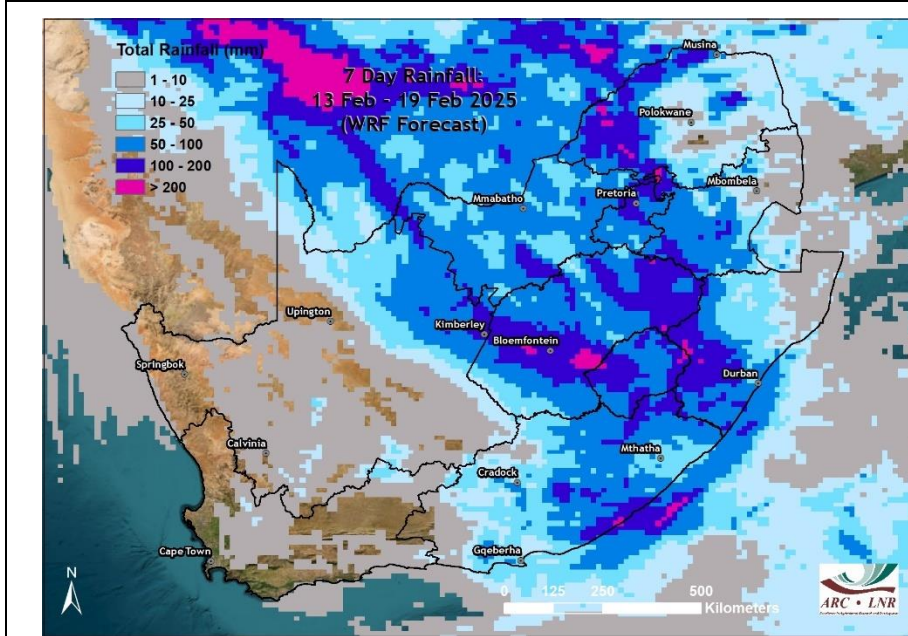 Total Rainfall (mm)
1 - 10
10 - 25
25 - 50
50 - 100
100 - 200
> 200
7 Day Rainfall:
13 Feb - 19 Feb 2025
(WRF Forecast)
Musina
Polokwane
Mbombela
Pretoria
Mmabatho
Upington
Kimberley
Bloemfontein
Springbok
Durban
Calvinia
Mthatha
Cradock
Cape Town
Gqeberha
N
0 125 250 500
Kilometers
ARC • LNR